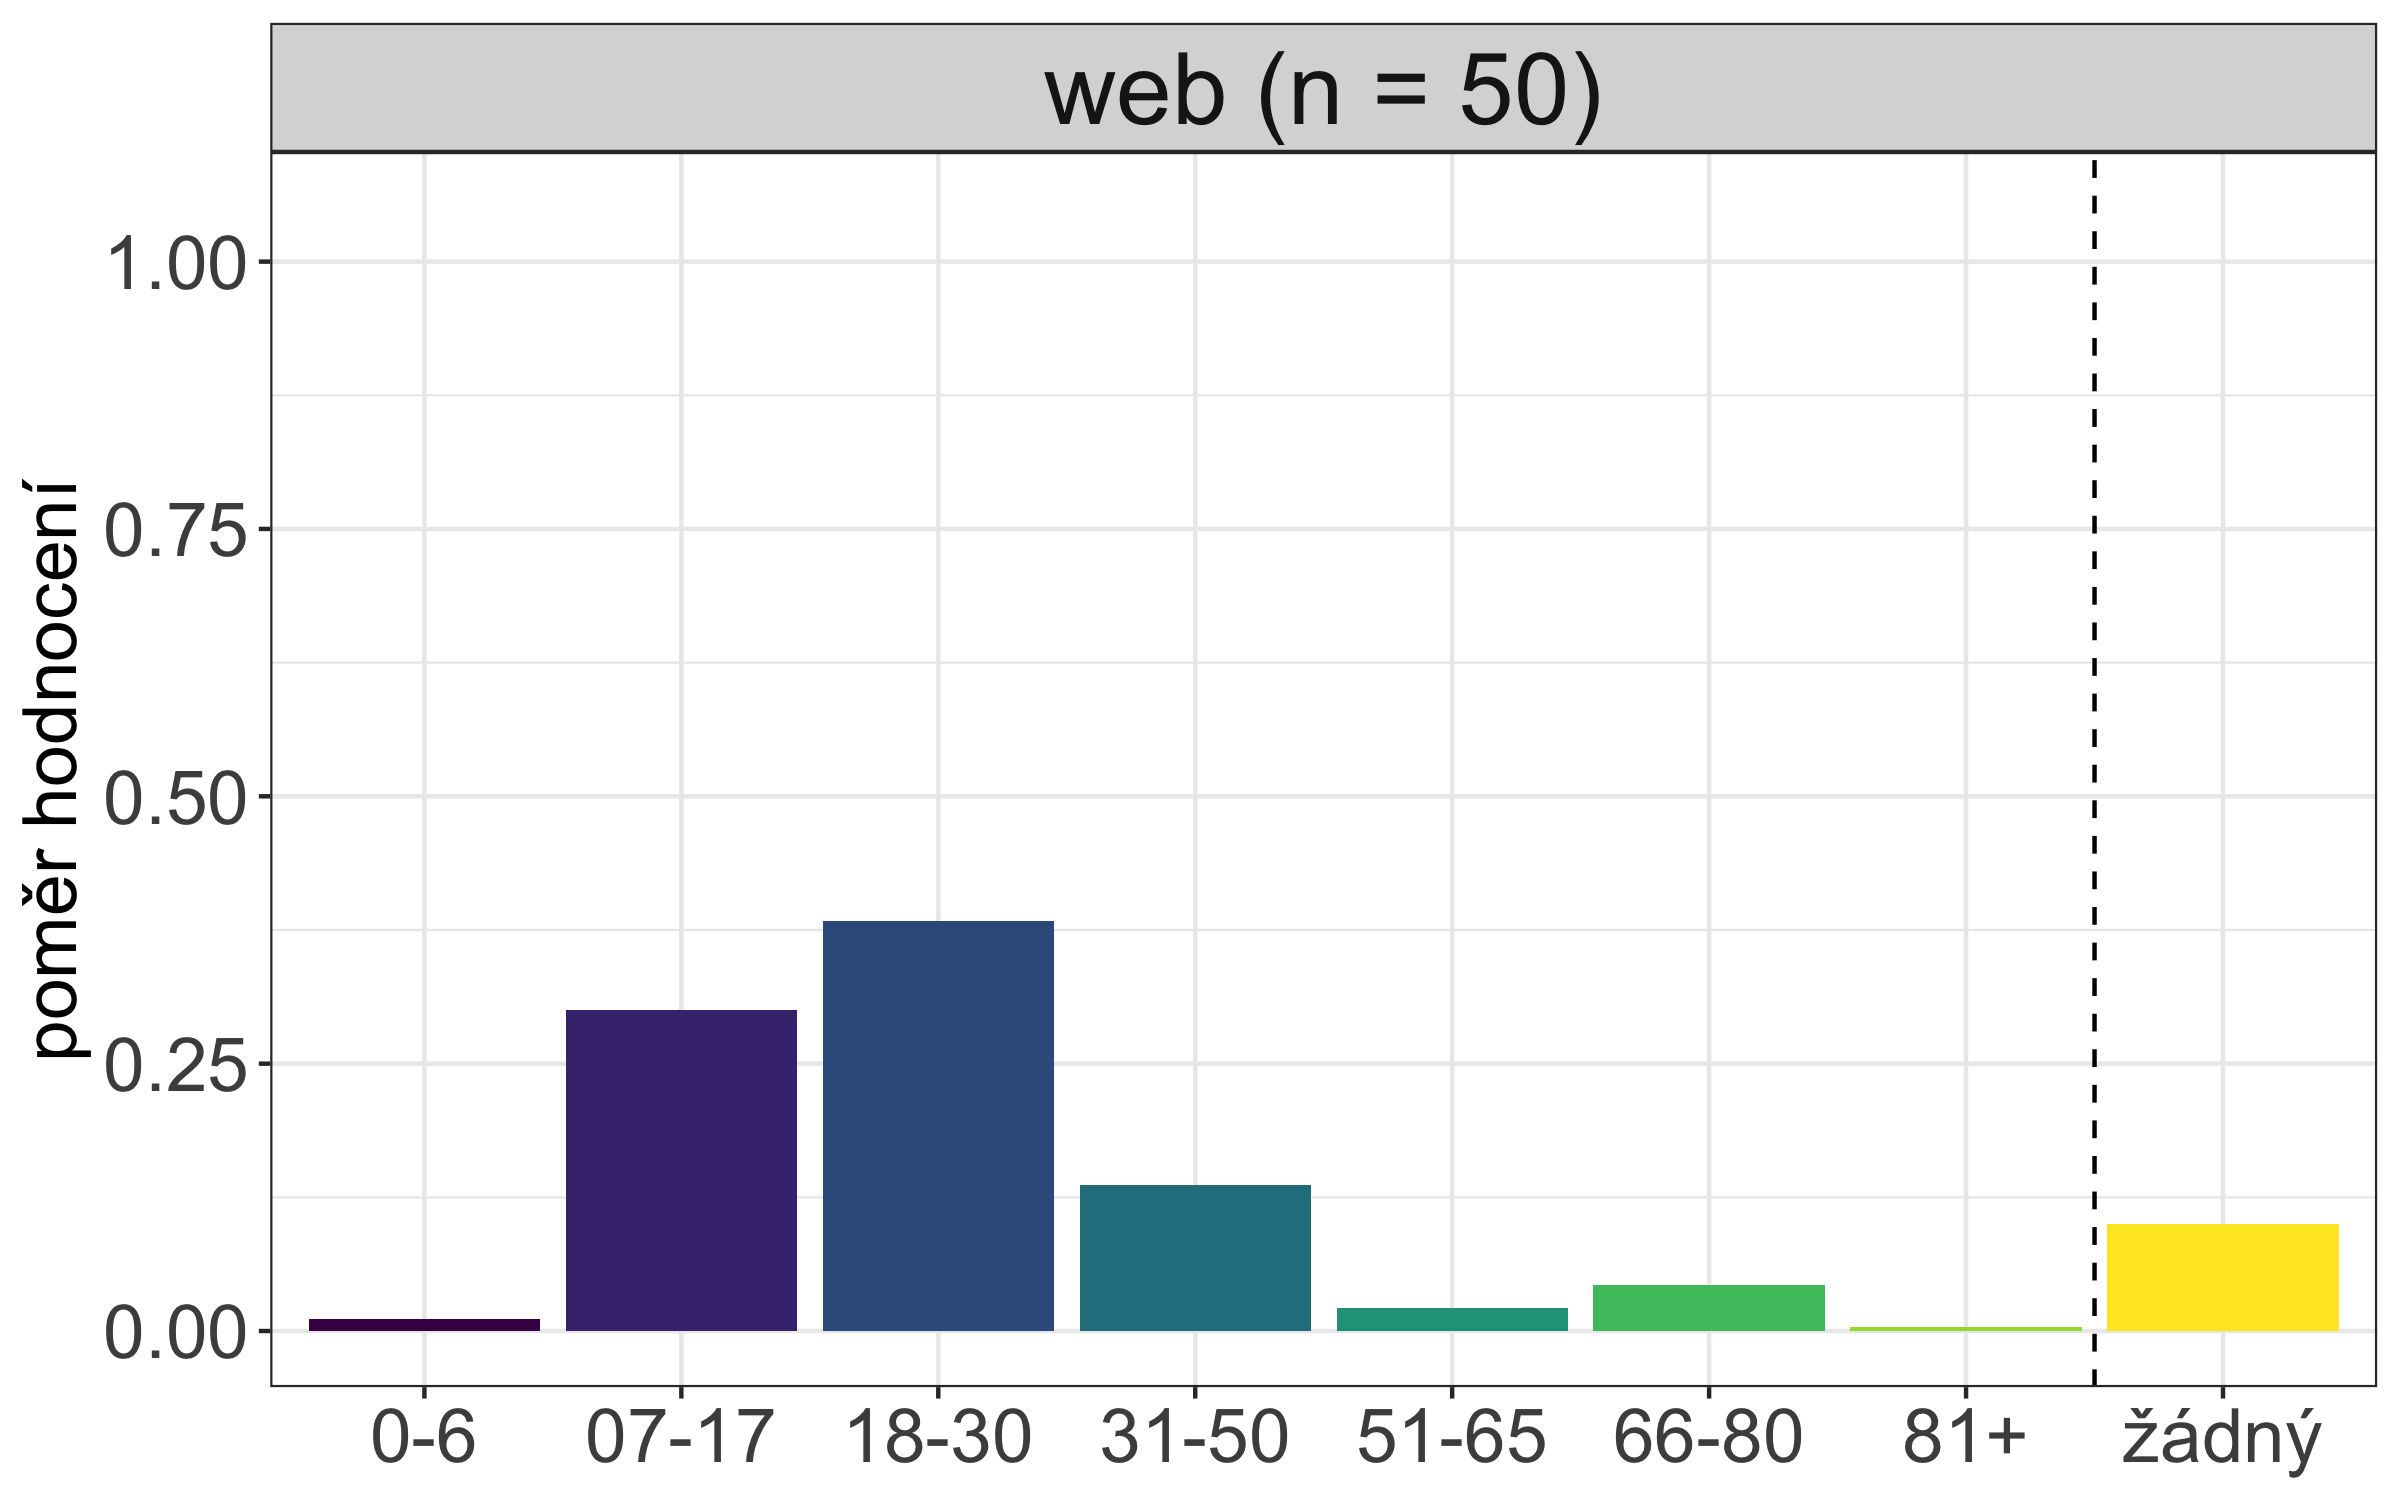 web (n = 50)
poměr hodnocení
1.00
0.75
0.50
0.25
0.00
0-6 07-17 18-30 31-50 51-65 66-80 81+ žádný